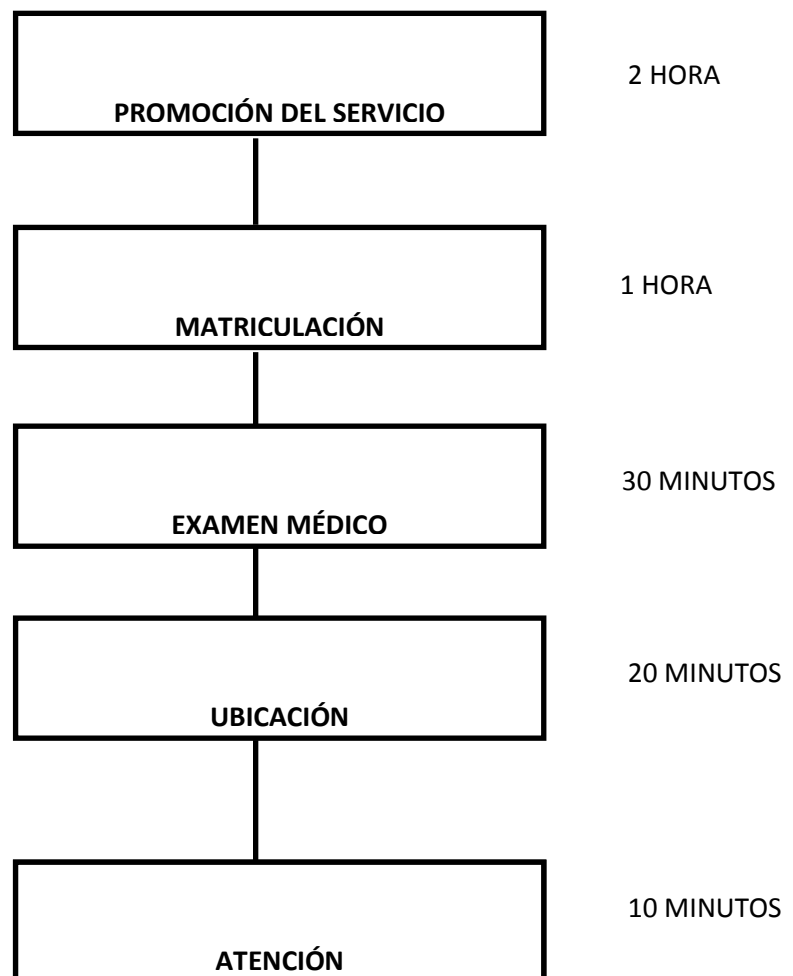 2 HORA
PROMOCIÓN DEL SERVICIO
1 HORA
MATRICULACIÓN
30 MINUTOS
EXAMEN MÉDICO
20 MINUTOS
UBICACIÓN
10 MINUTOS
ATENCIÓN